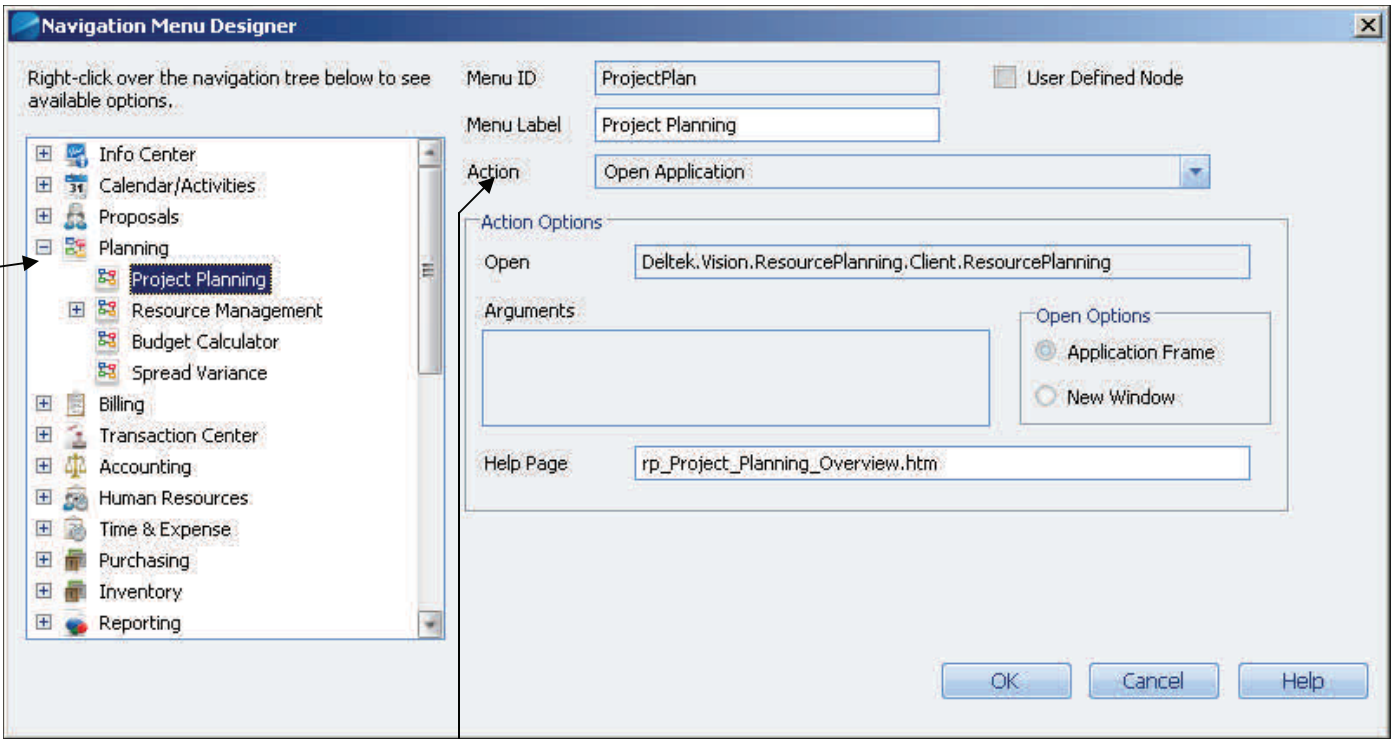 Navigation Menu Designer
Right-click over the navigation tree below to see
available options.
Info Center
31
Calendar/Activities
Proposals
Planning
Project Planning
Resource Management
Budget Calculator
Spread Variance
Billing
Transaction Center
Accounting
Human Resources
Time & Expense
Purchasing
Inventory
Reporting
Menu ID
ProjectPlan
User Defined Node
Menu Label
Project Planning
Action
Open Application
Action Options
Open
Deltek.Vision.ResourcePlanning.Client.ResourcePlanning
Arguments
Open Options
Application Frame
New Window
Help Page
rp_Project_Planning_Overview.htm
OK
Cancel
Help